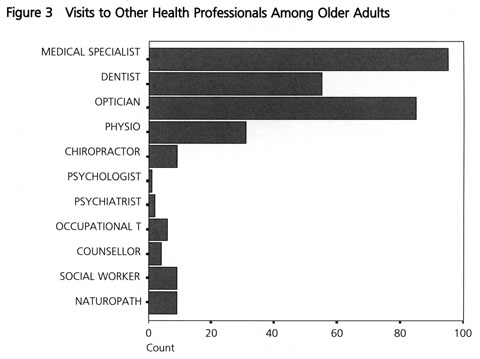 Figure 3 Visits to Other Health Professionals Among Older Adults
MEDICAL SPECIALIST
DENTIST
OPTICIAN
PHYSIO
CHIROPRACTOR
PSYCHOLOGIST
PSYCHIATRIST
OCCUPATIONAL T
COUNSELLOR
SOCIAL WORKER
NATUROPATH
0 20 40 60 80 100
Count